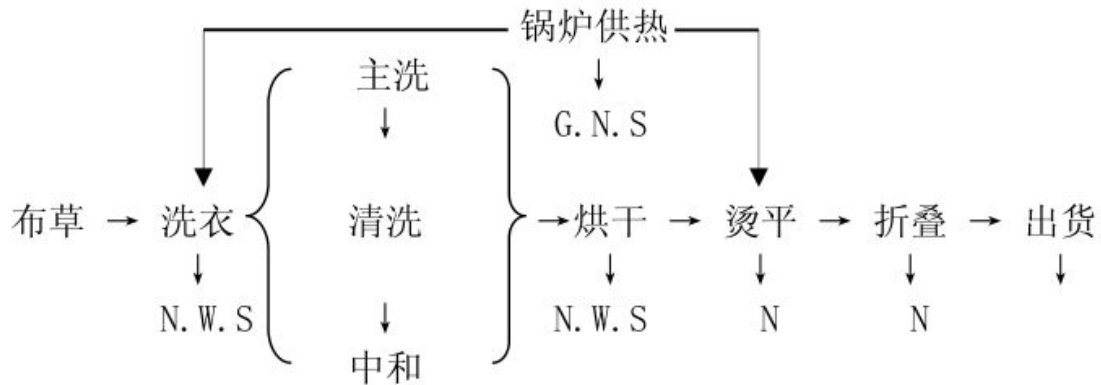 锅炉供热
主洗
G.N.S
布草 → 洗衣 清洗 → 烘干 → 烫平 → 折叠 → 出货
N.W.S N.W.S N N
中和